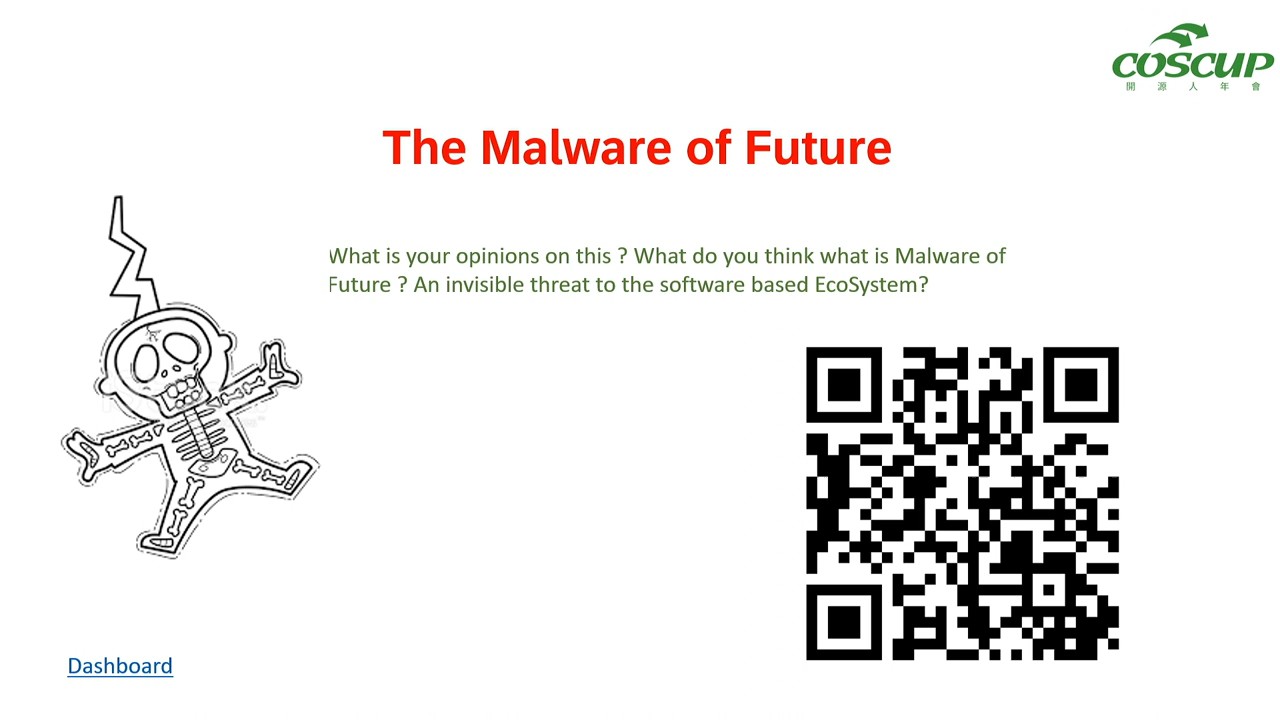 COSCUP
開源人年會
The Malware of Future
What is your opinions on this ? What do you think what is Malware of
Future ? An invisible threat to the software based EcoSystem?
Dashboard